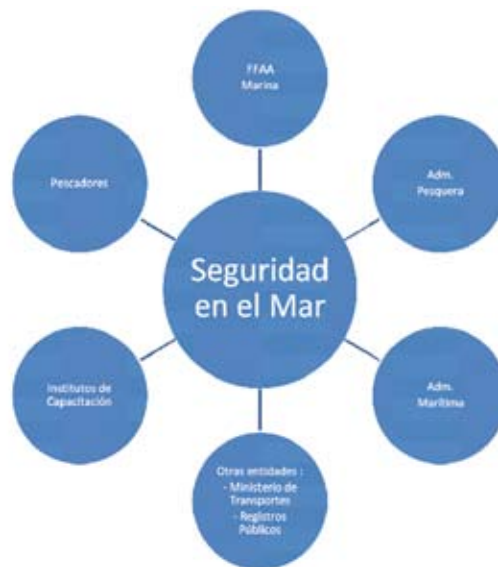 FFAA
Marina
Pescadores
Adm.
Pesquera
Seguridad
en el Mar
Institutos de
Capacitación
Adm.
Marítima
Otras entidades :
- Ministerio de
Transportes
- Registros
Públicos